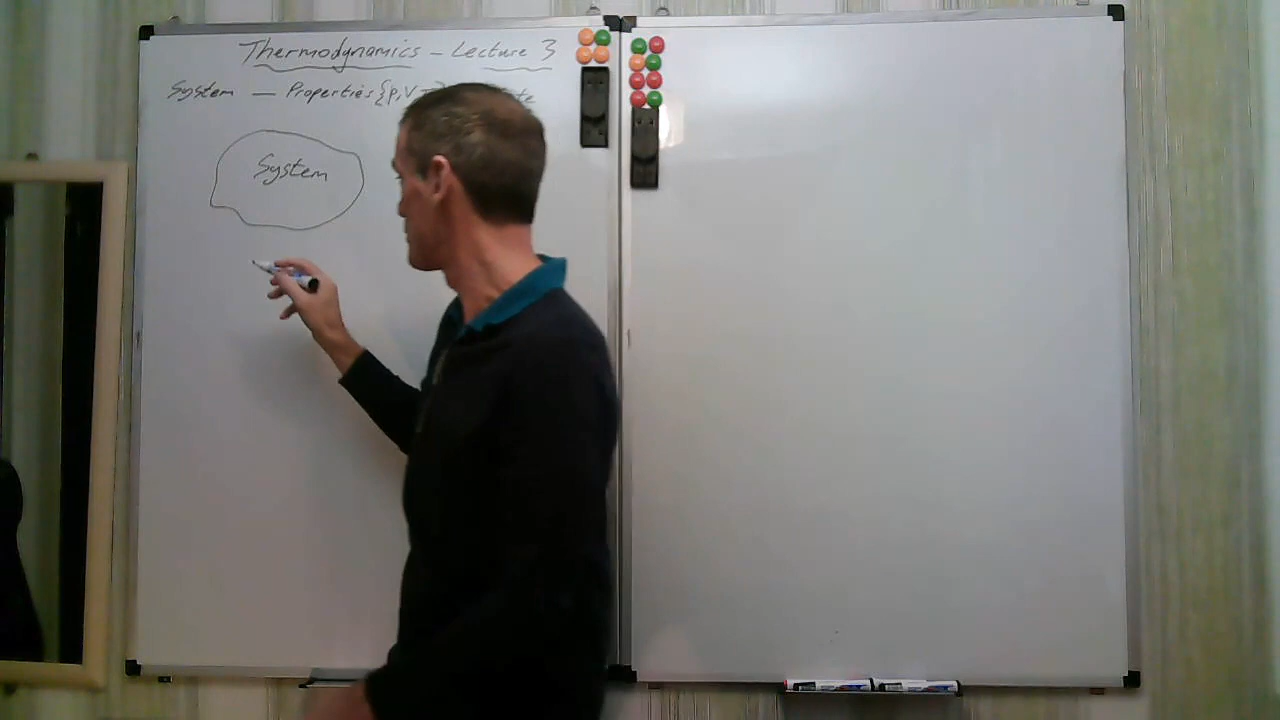 Thermodynamics - Lecture 3
System — Properties {P, V
System